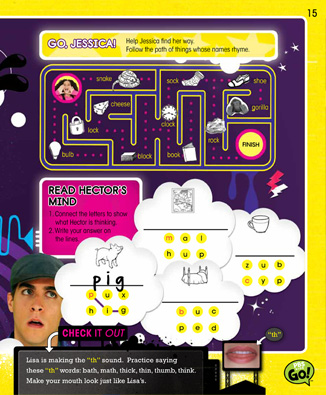 15
GO, JESSICA!
Help Jessica find her way.
Follow the path of things whose names rhyme.
snake
sock
shoe
cheese
gorilla
clock
lock
rock
FINISH
bulb
block
book
READ HECTOR'S
MIND
1. Connect the letters to show
what Hector is thinking.
2. Write your answer on
the lines.
m a i
h u p
z u b
c y p
pig
p u x
h i g
b u c
p e d
CHECK IT OUT
"th"
Lisa is making the "th" sound. Practice saying
these "th" words: bath, math, thick, thin, thumb, think.
Make your mouth look just like Lisa's.
GO!